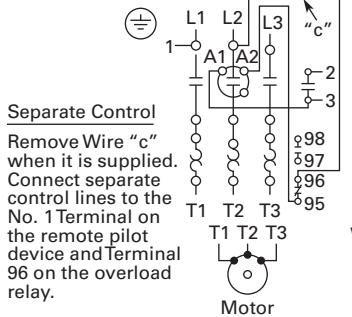 L1 L2 L3
"c"
1
A1 A2
2
3
Separate Control
Remove Wire "c"
when it is supplied.
Connect separate
control lines to the
No. 1 Terminal on
the remote pilot
device and Terminal
96 on the overload
relay.
98
97
96
95
T1 T2 T3
T1 T2 T3
Motor